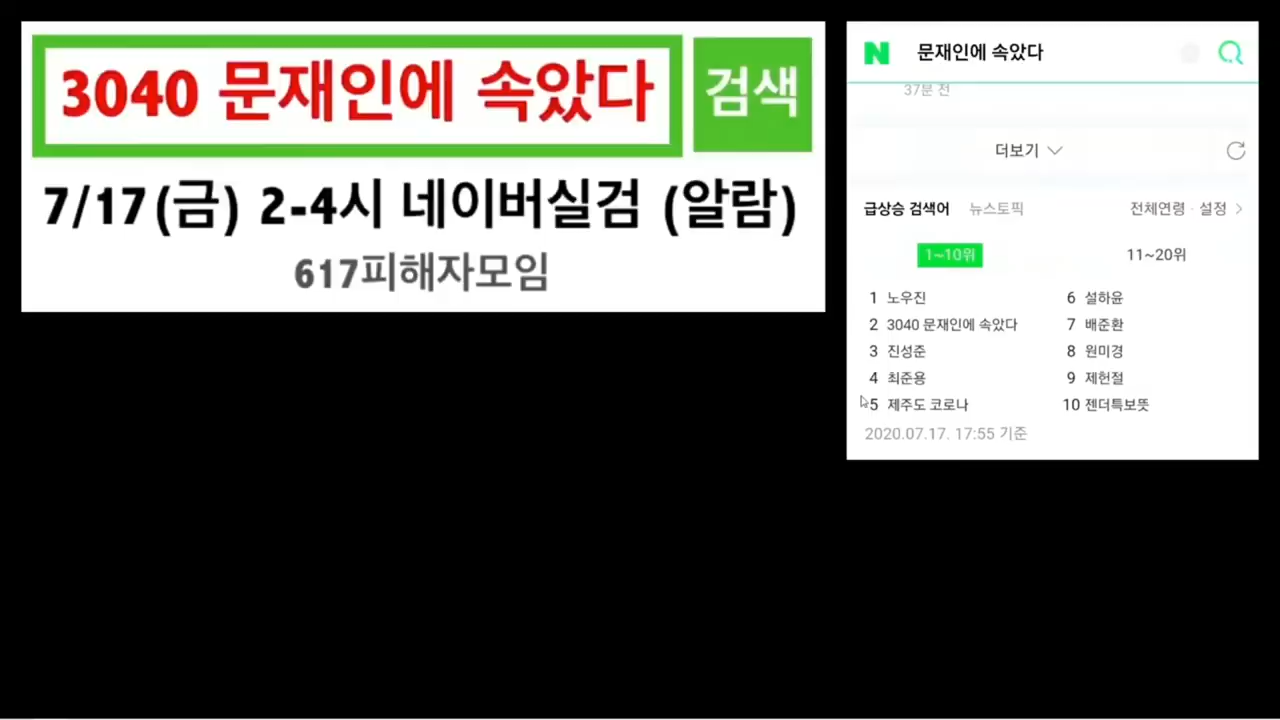 3040 문재인에 속았다 검색
7/17(금) 2-4시 네이버실검 (알람)
617피해자모임
N 문재인에 속았다
37분 전
더보기
급상승 검색어 뉴스토픽 전체연령 · 설정 >
1~10위 11~20위
1 노우진 6 설하윤
2 3040 문재인에 속았다 7 배준환
3 진성준 8 원미경
4 최준용 9 제헌절
5 제주도 코로나 10 젠더특보뜻
2020.07.17. 17:55 기준